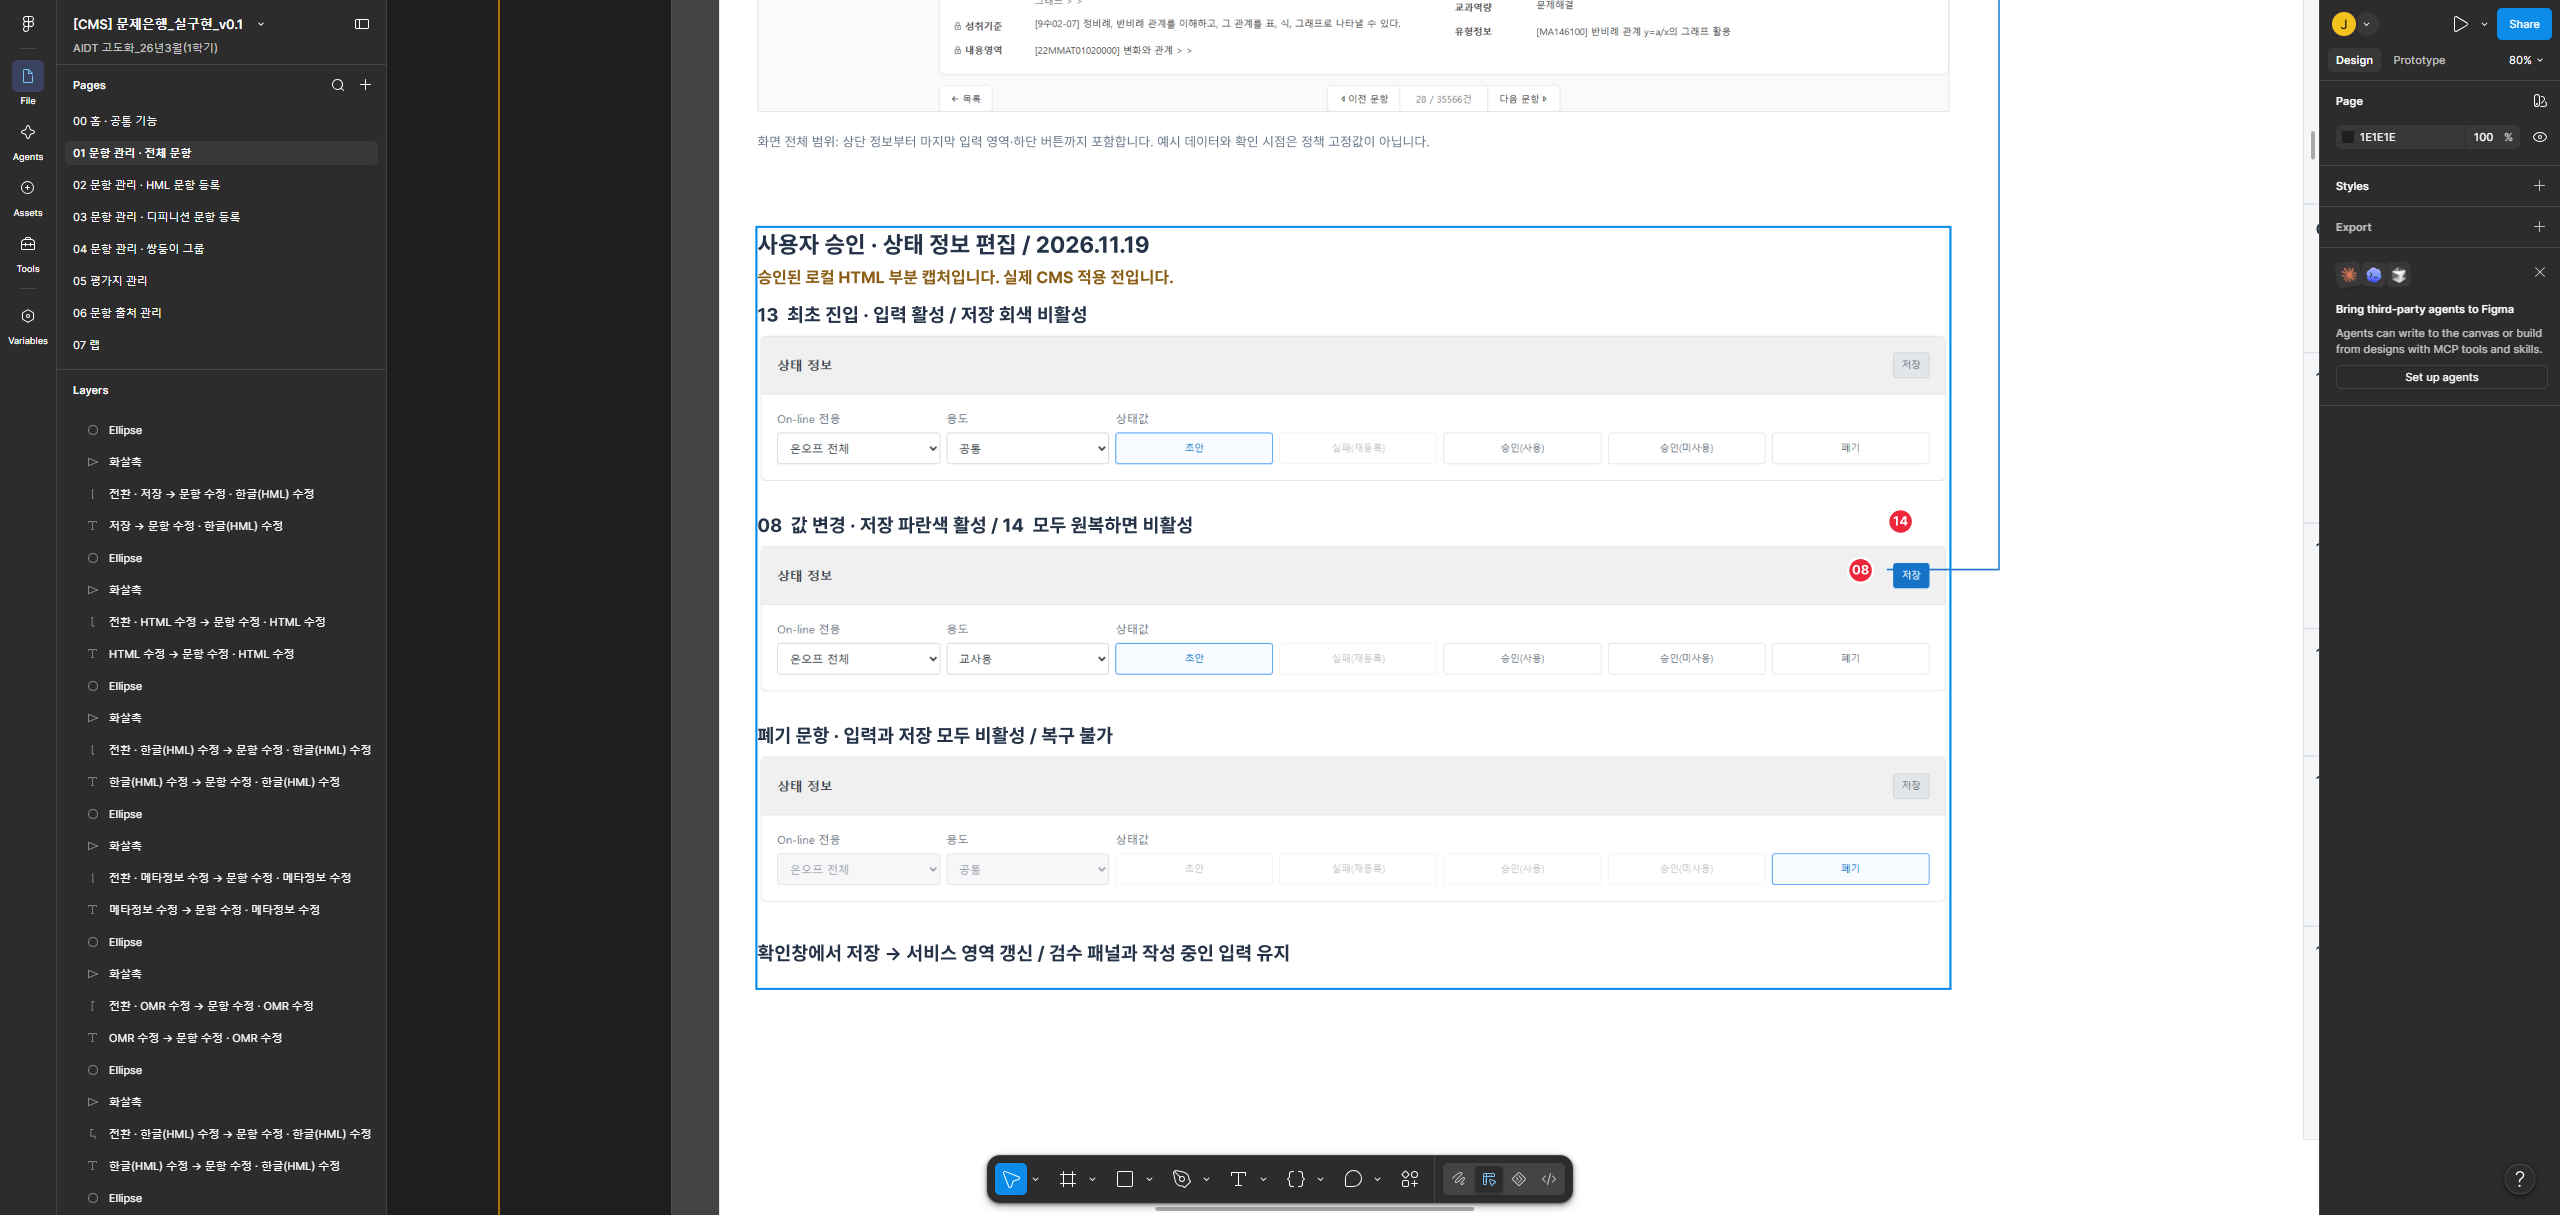 [CMS] 문제은행_실구현_v0.1
AIDT 고도화_26년3월(1학기)
File
Agents
Assets
Tools
Variables
Pages
00 홈 · 공통 기능
01 문항 관리 · 전체 문항
02 문항 관리 · HML 문항 등록
03 문항 관리 · 디피니션 문항 등록
04 문항 관리 · 쌍둥이 그룹
05 평가지 관리
06 문항 출처 관리
07 랩
Layers
Ellipse
화살촉
전환 · 저장 → 문항 수정 · 한글(HML) 수정
저장 → 문항 수정 · 한글(HML) 수정
Ellipse
화살촉
전환 · HTML 수정 → 문항 수정 · HTML 수정
HTML 수정 → 문항 수정 · HTML 수정
Ellipse
화살촉
전환 · 한글(HML) 수정 → 문항 수정 · 한글(HML) 수정
한글(HML) 수정 → 문항 수정 · 한글(HML) 수정
Ellipse
화살촉
전환 · 메타정보 수정 → 문항 수정 · 메타정보 수정
메타정보 수정 → 문항 수정 · 메타정보 수정
Ellipse
화살촉
전환 · OMR 수정 → 문항 수정 · OMR 수정
OMR 수정 → 문항 수정 · OMR 수정
Ellipse
화살촉
전환 · 한글(HML) 수정 → 문항 수정 · 한글(HML) 수정
한글(HML) 수정 → 문항 수정 · 한글(HML) 수정
Ellipse
성취기준 [9수02-07] 정비례, 반비례 관계를 이해하고, 그 관계를 표, 식, 그래프로 나타낼 수 있다.
내용영역 [22MMAT01020000] 변화와 관계 > >
교과역량 문제해결
유형정보 [MA146100] 반비례 관계 y=a/x의 그래프 활용
← 목록
이전 문항 28 / 35566건 다음 문항
화면 전체 범위: 상단 정보부터 마지막 입력 영역·하단 버튼까지 포함합니다. 예시 데이터와 확인 시점은 정책 고정값이 아닙니다.
사용자 승인 · 상태 정보 편집 / 2026.11.19
승인된 로컬 HTML 부분 캡처입니다. 실제 CMS 적용 전입니다.
13 최초 진입 · 입력 활성 / 저장 회색 비활성
상태 정보 저장
On-line 전용 용도 상태값
온오프 전체 공통 초안 실패(재등록) 승인(사용) 승인(미사용) 폐기
08 값 변경 · 저장 파란색 활성 / 14 모두 원복하면 비활성
14
상태 정보 08 저장
On-line 전용 용도 상태값
온오프 전체 교사용 초안 실패(재등록) 승인(사용) 승인(미사용) 폐기
폐기 문항 · 입력과 저장 모두 비활성 / 복구 불가
상태 정보 저장
On-line 전용 용도 상태값
온오프 전체 공통 초안 실패(재등록) 승인(사용) 승인(미사용) 폐기
확인창에서 저장 → 서비스 영역 갱신 / 검수 패널과 작성 중인 입력 유지
J
Share
Design Prototype 80%
Page
1E1E1E 100 %
Styles
Export
Bring third-party agents to Figma
Agents can write to the canvas or build
from designs with MCP tools and skills.
Set up agents
?